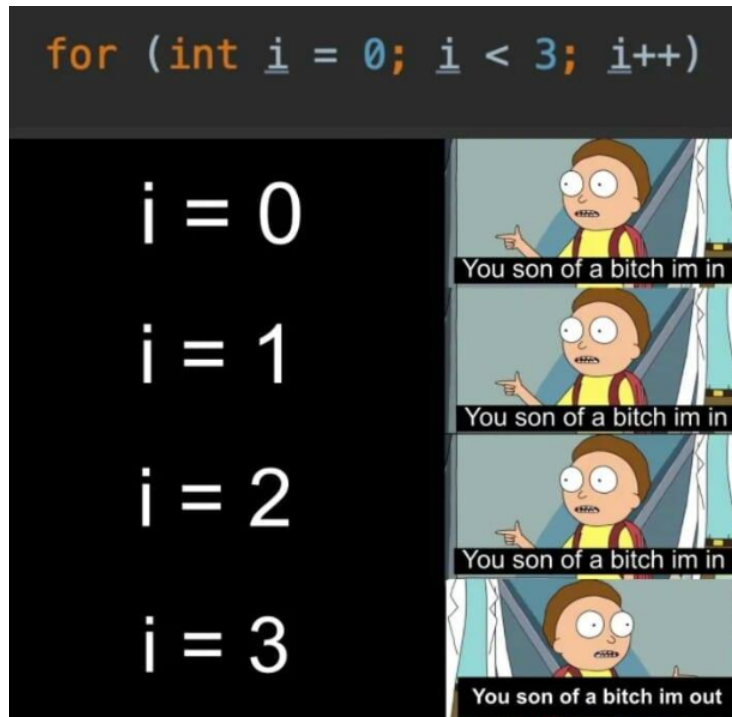 for (int i = 0; i < 3; i++)
i = 0
You son of a bitch im in
i = 1
You son of a bitch im in
i = 2
You son of a bitch im in
i = 3
You son of a bitch im out